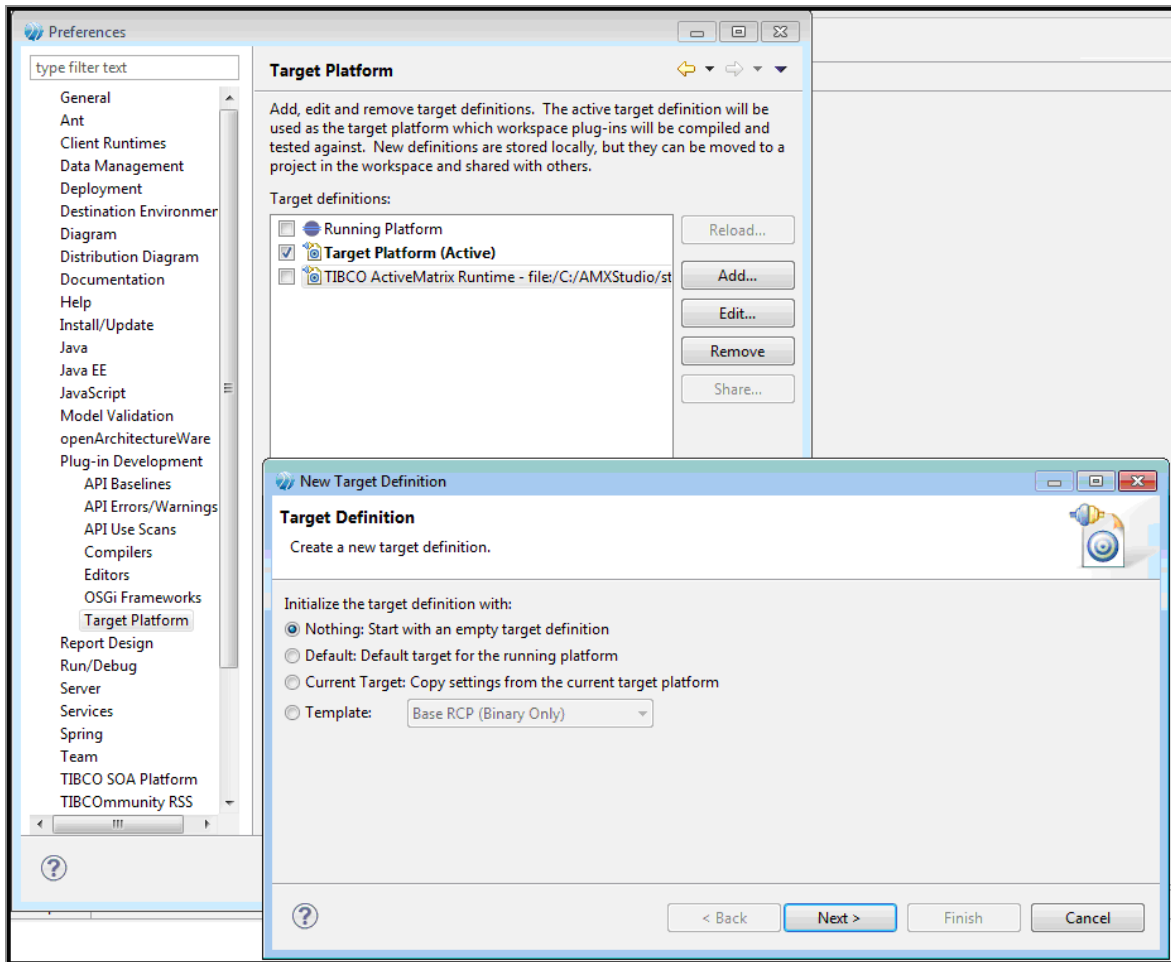 Preferences
type filter text
General
Ant
Client Runtimes
Data Management
Deployment
Destination Environmer
Diagram
Distribution Diagram
Documentation
Help
Install/Update
Java
Java EE
JavaScript
Model Validation
openArchitectureWare
Plug-in Development
API Baselines
API Errors/Warnings
API Use Scans
Compilers
Editors
OSGi Frameworks
Target Platform
Report Design
Run/Debug
Server
Services
Spring
Team
TIBCO SOA Platform
TIBCOmmunity RSS
Target Platform
Add, edit and remove target definitions. The active target definition will be
used as the target platform which workspace plug-ins will be compiled and
tested against. New definitions are stored locally, but they can be moved to a
project in the workspace and shared with others.
Target definitions:
Running Platform
Target Platform (Active)
TIBCO ActiveMatrix Runtime - file:/C:/AMXStudio/st
Reload...
Add...
Edit...
Remove
Share...
New Target Definition
Target Definition
Create a new target definition.
Initialize the target definition with:
Nothing: Start with an empty target definition
Default: Default target for the running platform
Current Target: Copy settings from the current target platform
Template: Base RCP (Binary Only)
< Back Next > Finish Cancel